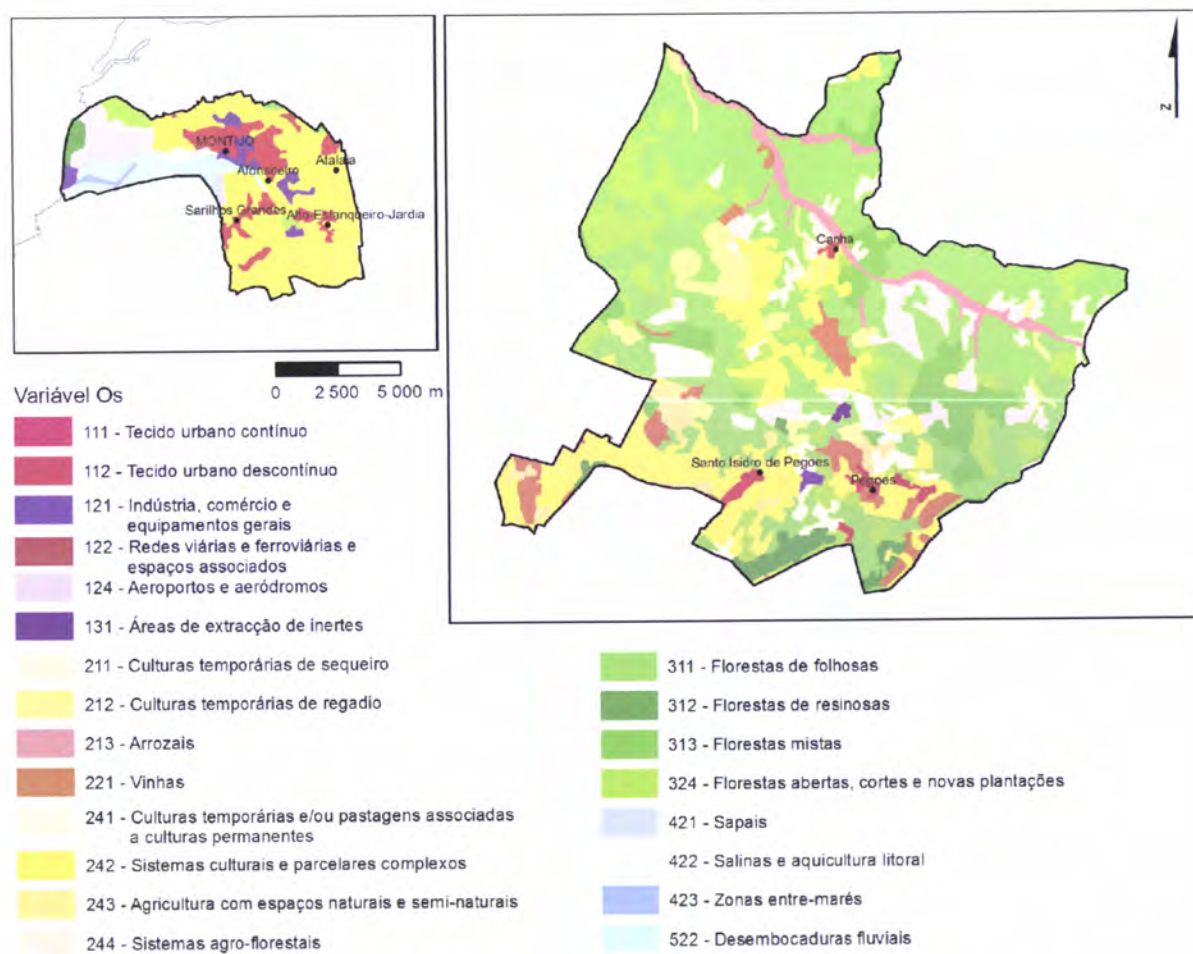 MONTIJO
Afonsoeiro
Atalaia
Sarilhos Grandes
Alto-Estanqueiro-Jardia
N
Canha
Santo Isidro de Pegões
Pegões
0 2 500 5 000 m
Variável Os
111 - Tecido urbano contínuo
112 - Tecido urbano descontínuo
121 - Indústria, comércio e
equipamentos gerais
122 - Redes viárias e ferroviárias e
espaços associados
124 - Aeroportos e aeródromos
131 - Áreas de extracção de inertes
211 - Culturas temporárias de sequeiro
212 - Culturas temporárias de regadio
213 - Arrozais
221 - Vinhas
241 - Culturas temporárias e/ou pastagens associadas
a culturas permanentes
242 - Sistemas culturais e parcelares complexos
243 - Agricultura com espaços naturais e semi-naturais
244 - Sistemas agro-florestais
311 - Florestas de folhosas
312 - Florestas de resinosas
313 - Florestas mistas
324 - Florestas abertas, cortes e novas plantações
421 - Sapais
422 - Salinas e aquicultura litoral
423 - Zonas entre-marés
522 - Desembocaduras fluviais